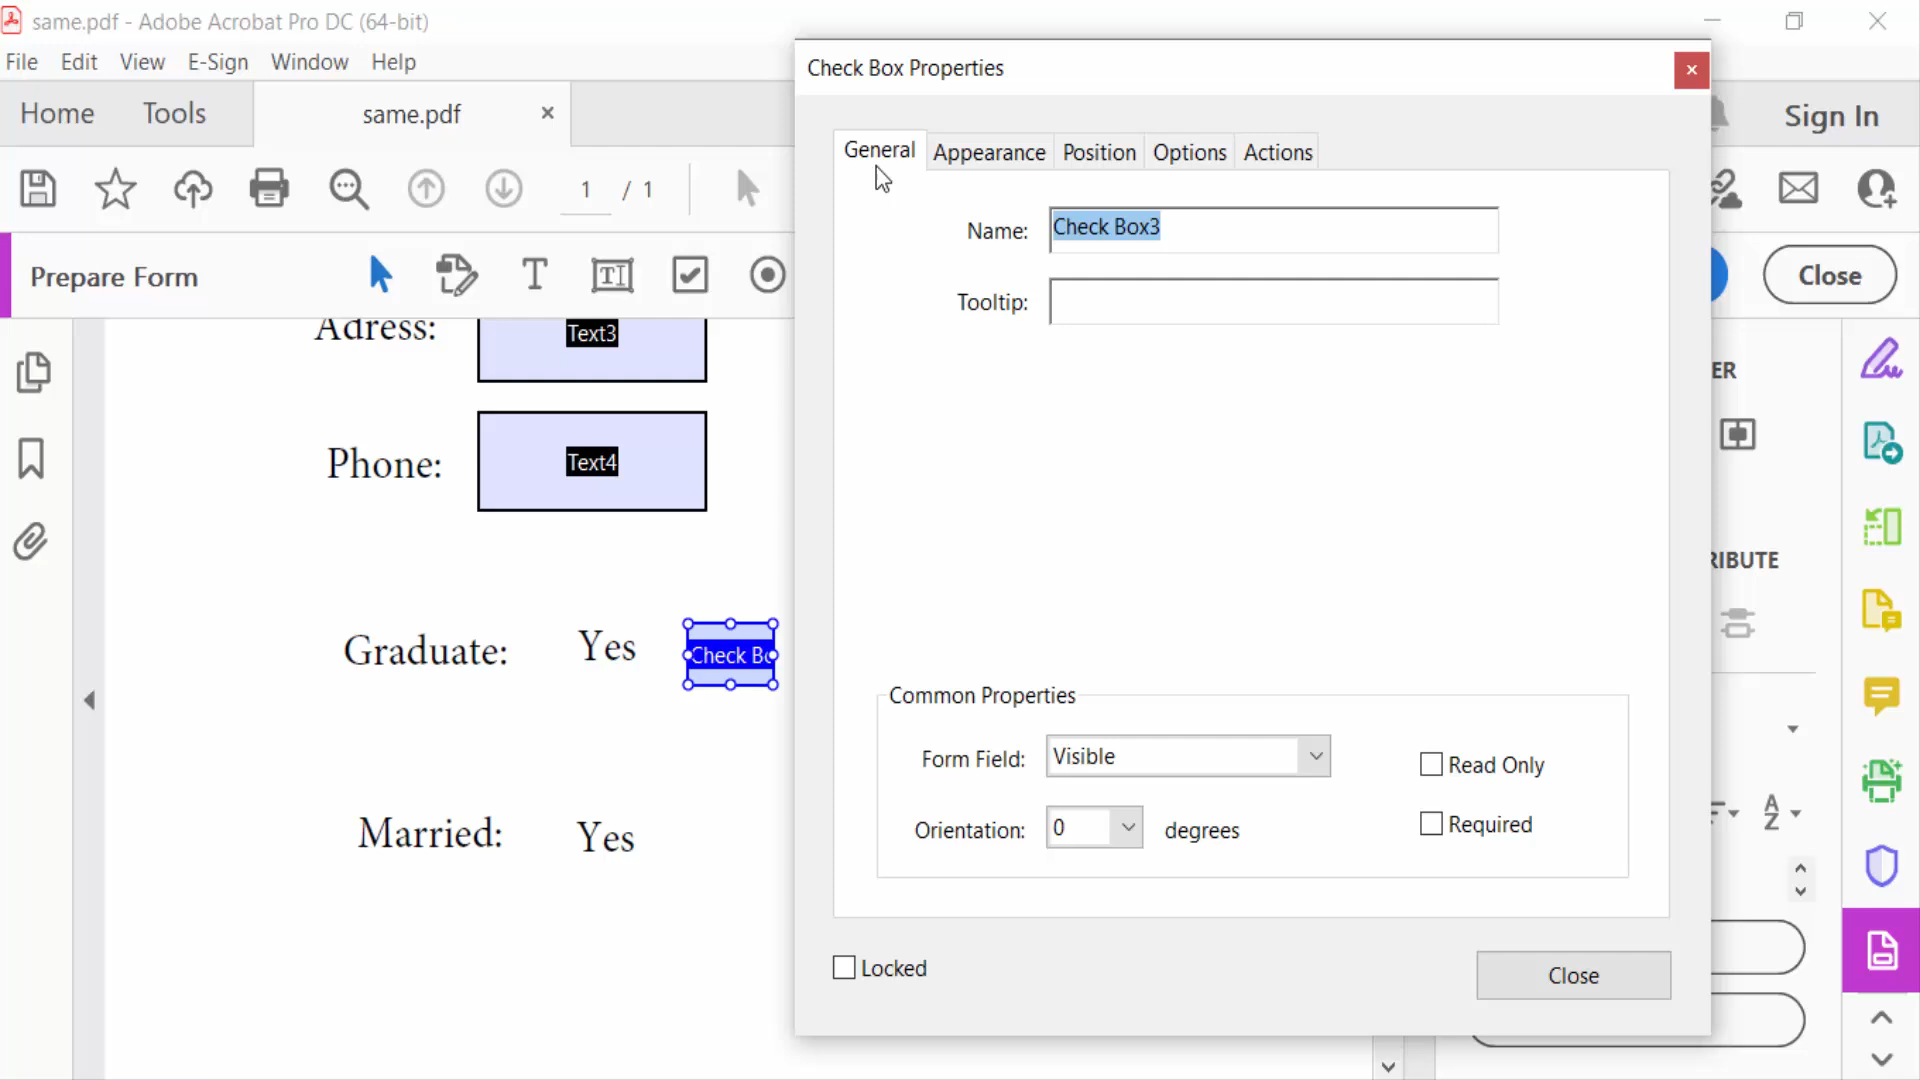 same.pdf - Adobe Acrobat Pro DC (64-bit)
File Edit View E-Sign Window Help
Home Tools same.pdf × Sign In
1 / 1
Prepare Form Close
Adress: Text3
Phone: Text4
Graduate: Yes Check Bo
Married: Yes
Check Box Properties
General Appearance Position Options Actions
Name: Check Box3
Tooltip:
Common Properties
Form Field: Visible
Read Only
Orientation: 0 degrees
Required
Locked
Close
ER
RIBUTE
A
Z